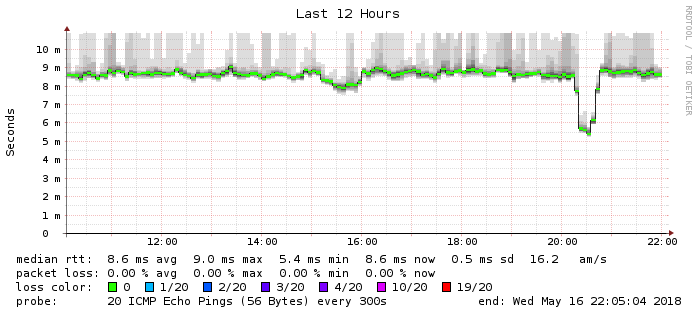 Last 12 Hours
RRDTOOL / TOBI OETIKER
Seconds
10 m
9 m
8 m
7 m
6 m
5 m
4 m
3 m
2 m
1 m
0
12:00 14:00 16:00 18:00 20:00 22:00
median rtt: 8.6 ms avg 9.0 ms max 5.4 ms min 8.6 ms now 0.5 ms sd 16.2 am/s
packet loss: 0.00 % avg 0.00 % max 0.00 % min 0.00 % now
loss color: 0 1/20 2/20 3/20 4/20 10/20 19/20
probe: 20 ICMP Echo Pings (56 Bytes) every 300s end: Wed May 16 22:05:04 2018